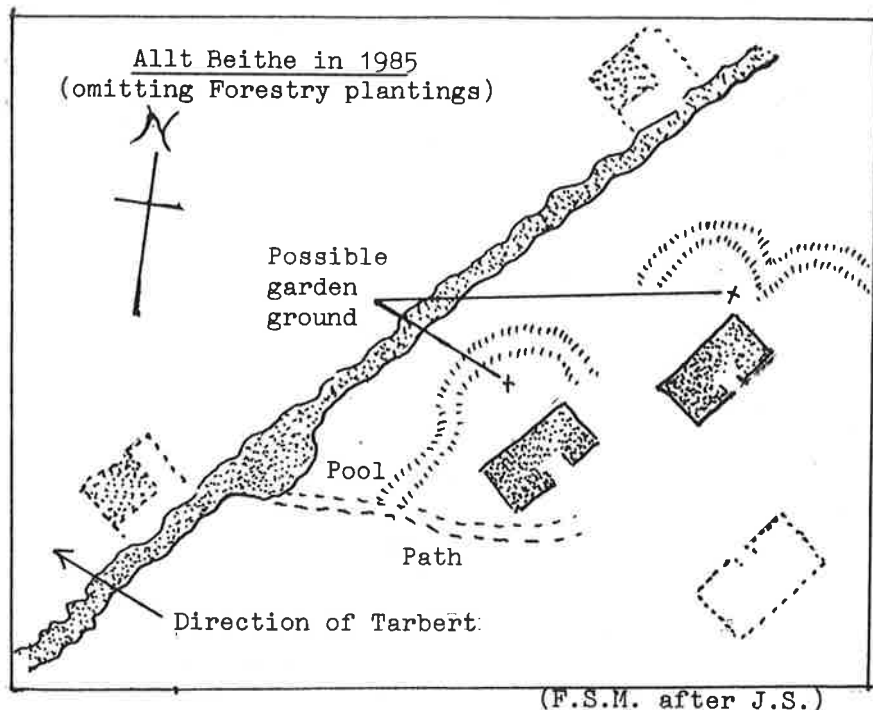 Allt Beithe in 1985
(omitting Forestry plantings)
N
Possible
garden
ground
Pool
Path
Direction of Tarbert
(F.S.M. after J.S.)